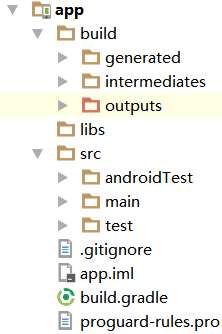 app
build
generated
intermediates
outputs
libs
src
androidTest
main
test
.gitignore
app.iml
build.gradle
proguard-rules.pro